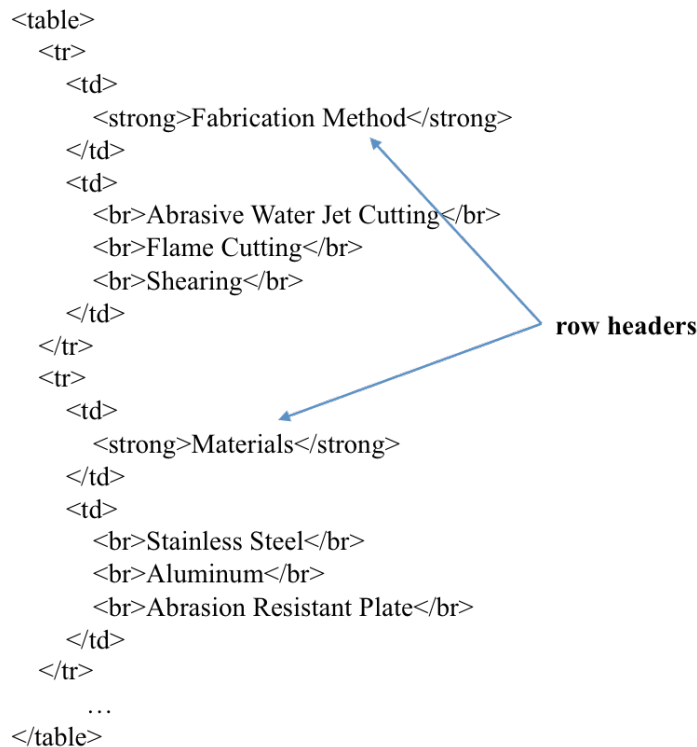 <table>
<tr>
<td>
<strong>Fabrication Method</strong>
</td>
<td>
<br>Abrasive Water Jet Cutting</br>
<br>Flame Cutting</br>
<br>Shearing</br>
</td>
row headers
</tr>
<tr>
<td>
<strong>Materials</strong>
</td>
<td>
<br>Stainless Steel</br>
<br>Aluminum</br>
<br>Abrasion Resistant Plate</br>
</td>
</tr>
…
</table>